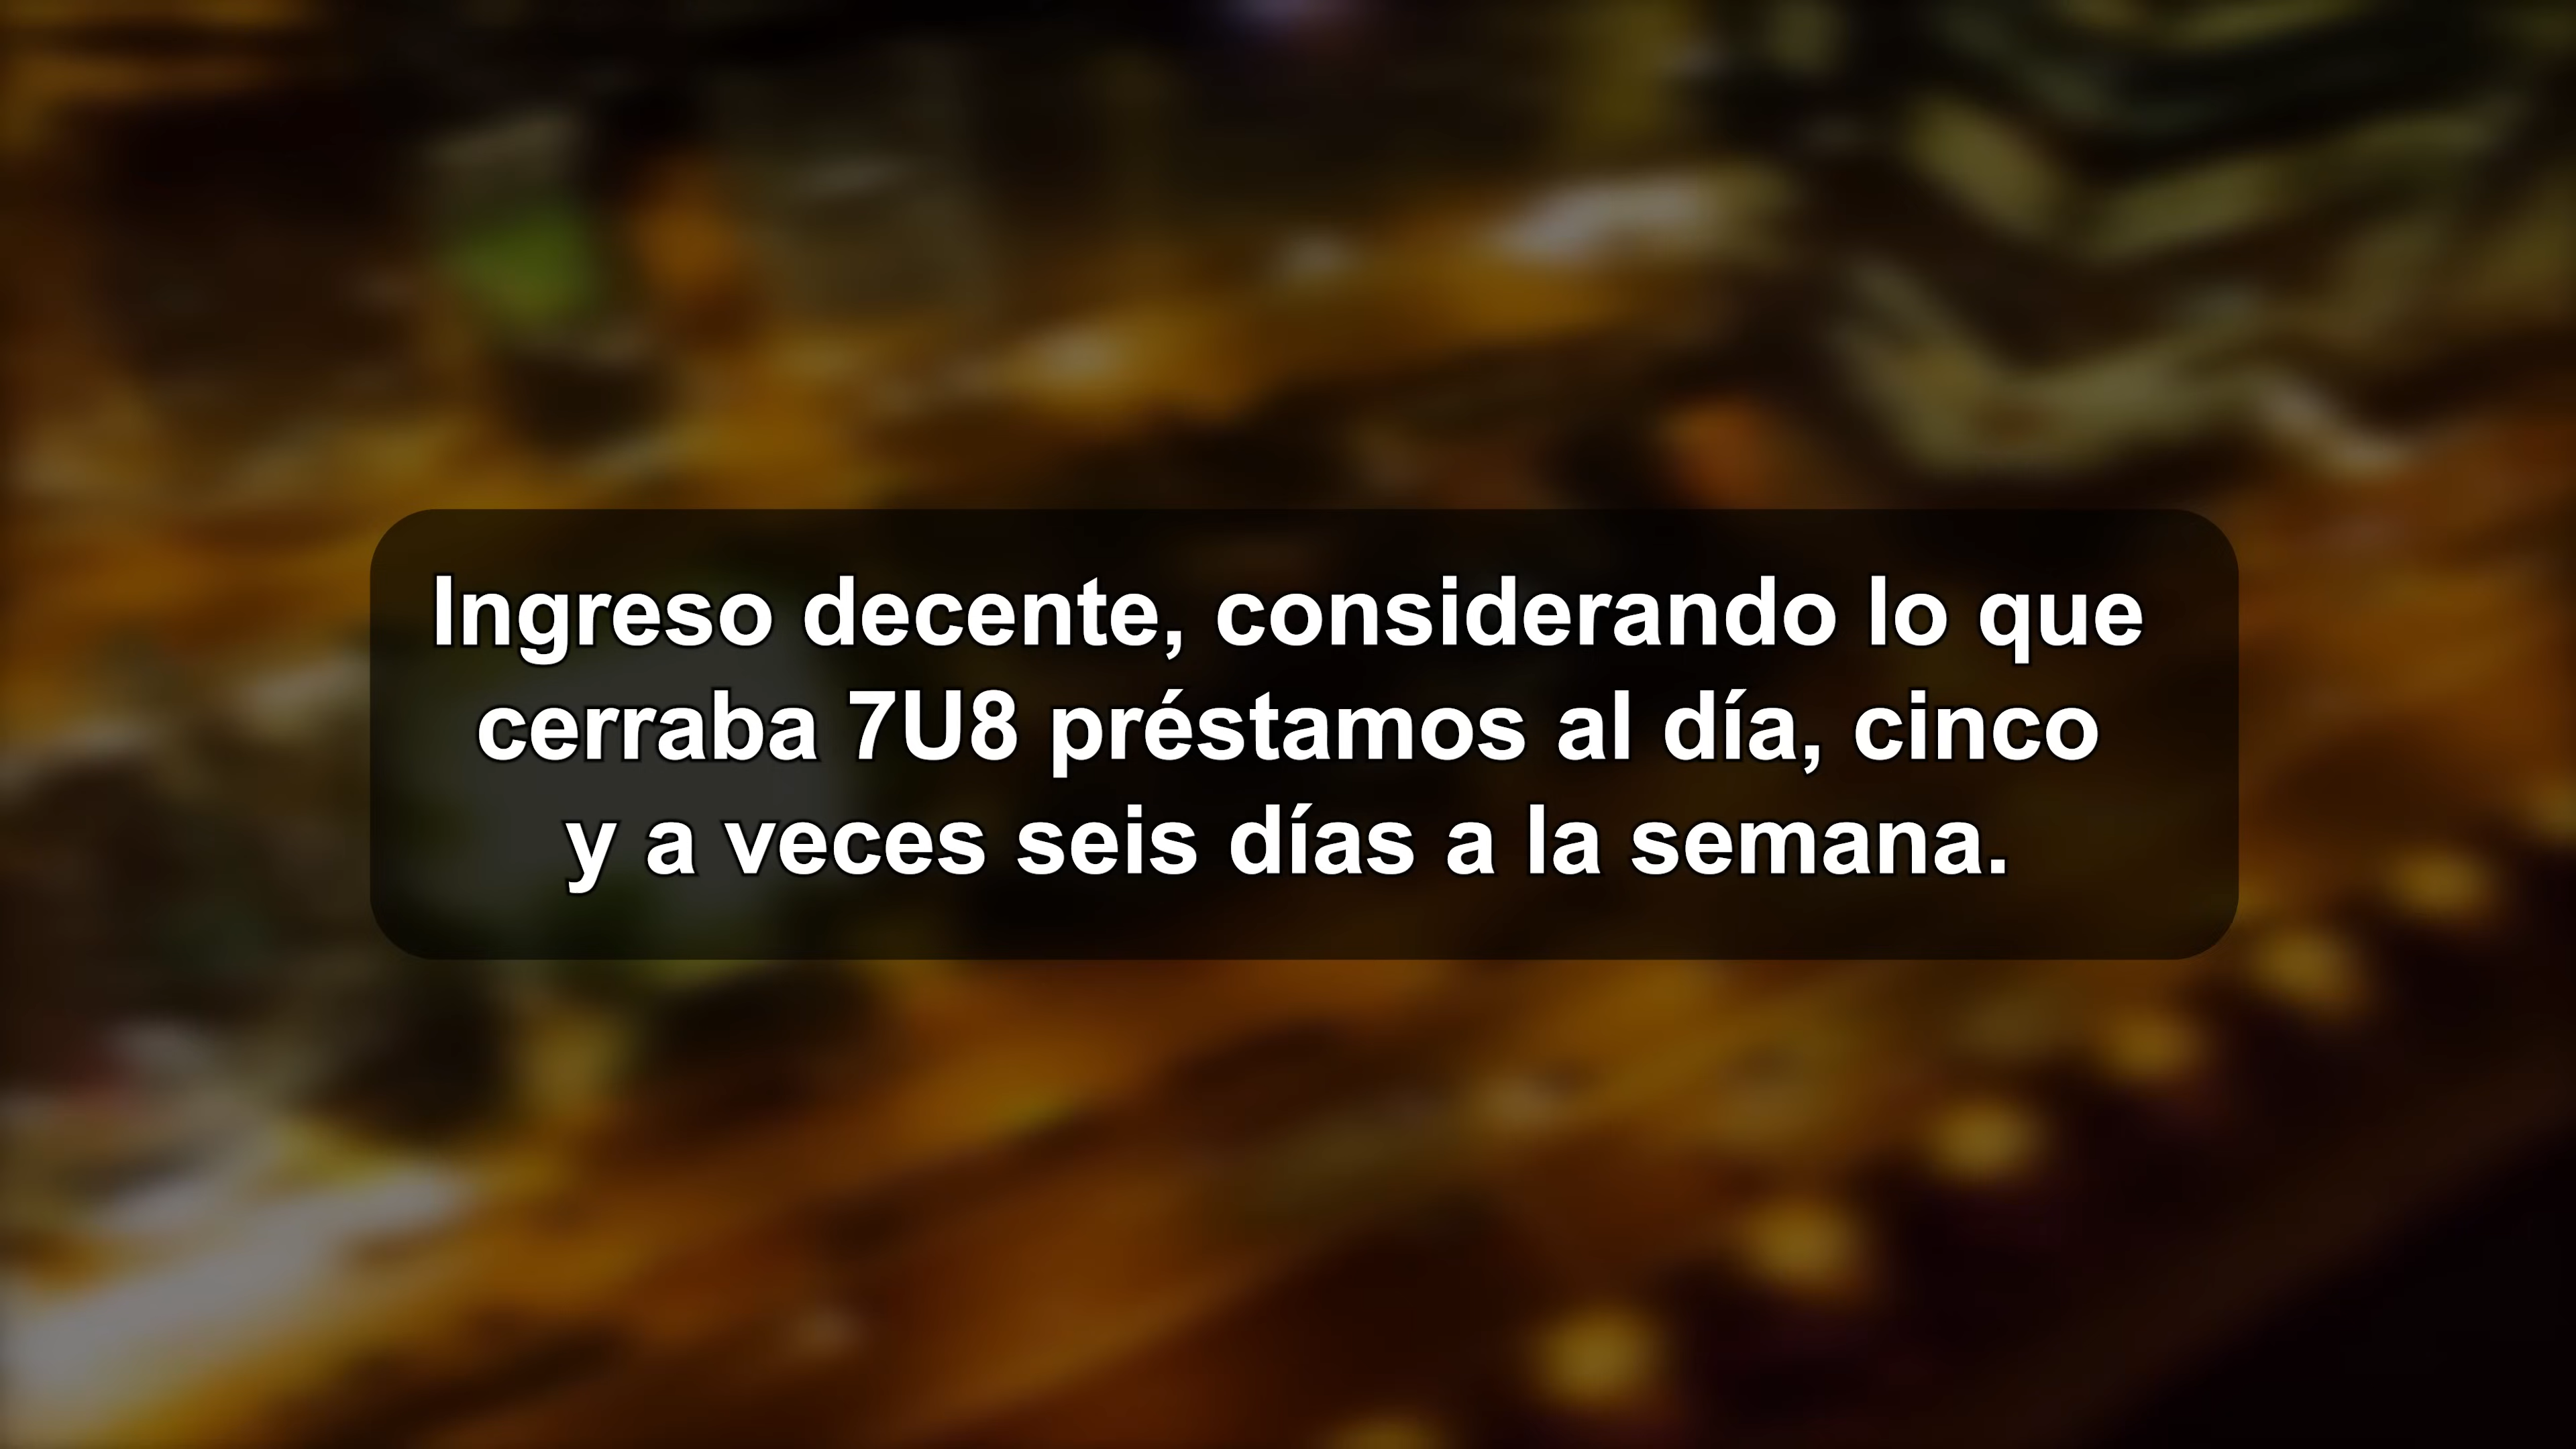 Ingreso decente, considerando lo que
cerraba 7U8 préstamos al día, cinco
y a veces seis días a la semana.